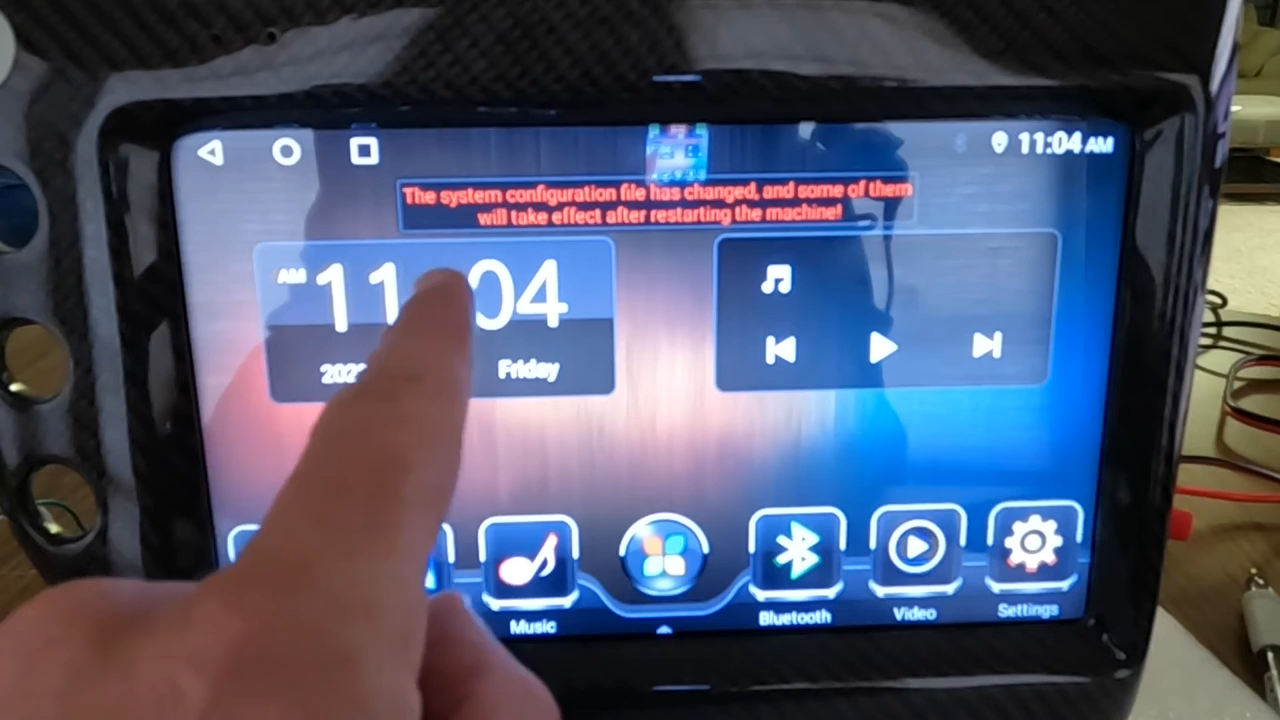 11:04 AM
The system configuration file has changed, and some of them
will take effect after restarting the machine!
AM 11 04
Friday
Music
Bluetooth
Video
Settings